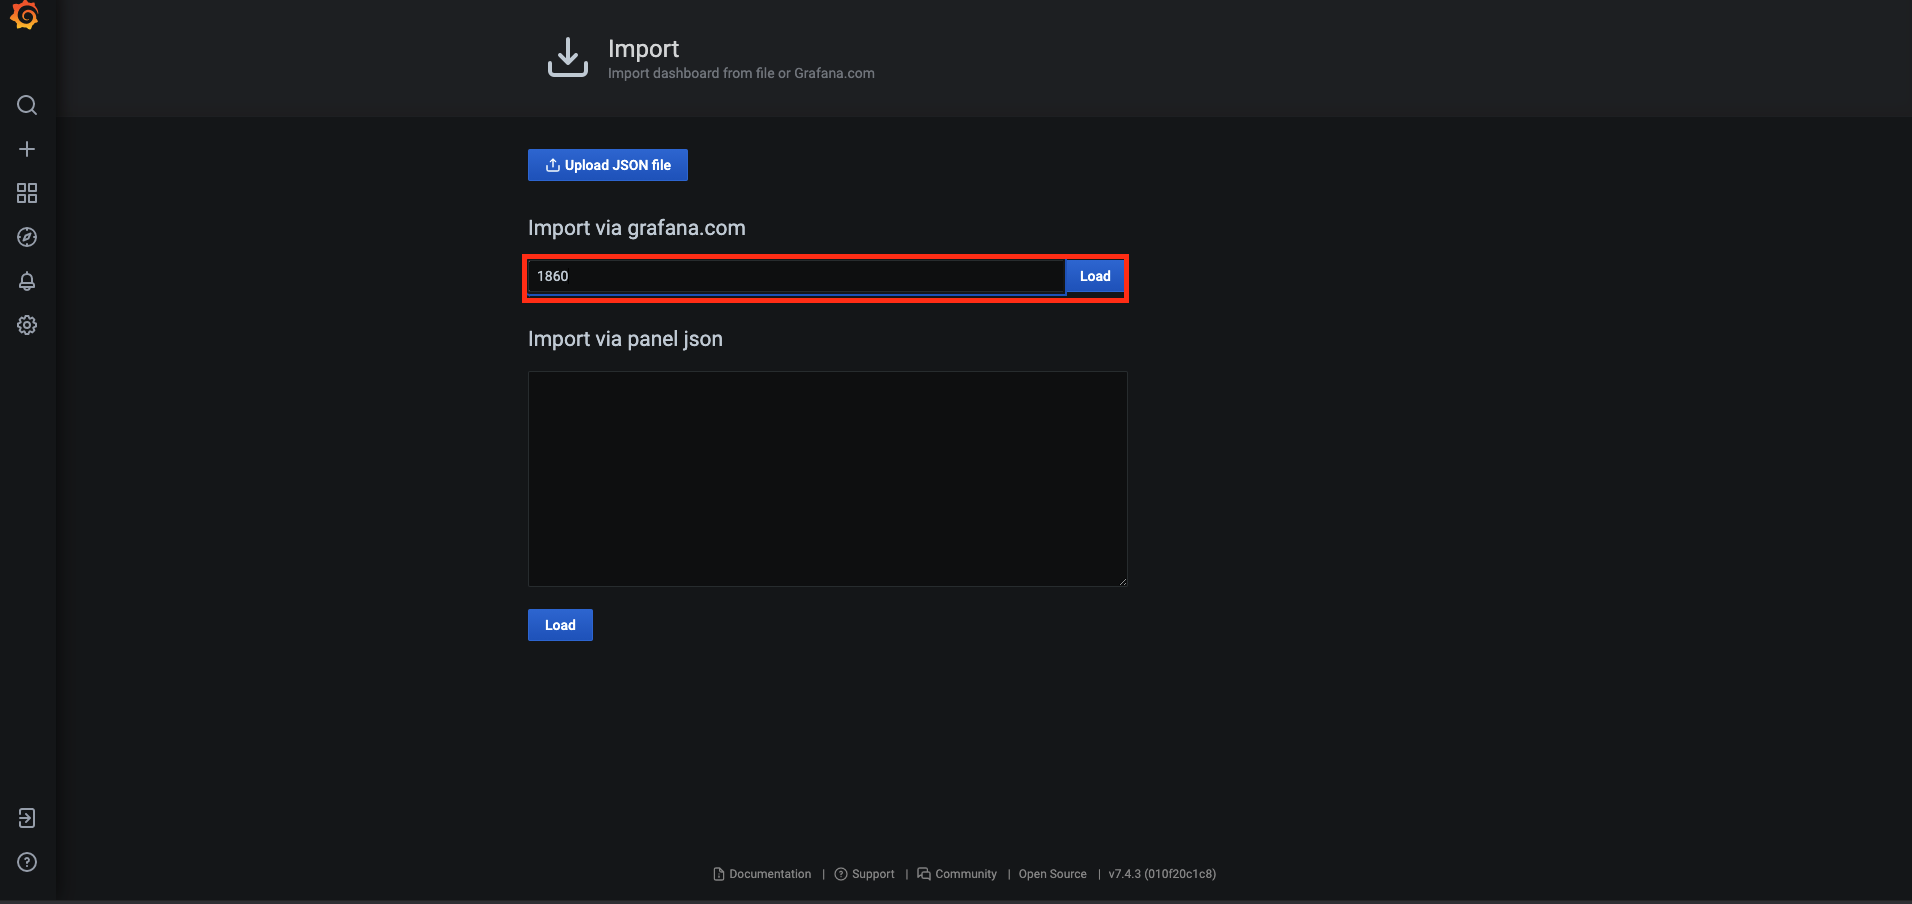 Import
Import dashboard from file or Grafana.com
Upload JSON file
Import via grafana.com
1860
Load
Import via panel json
Load
Documentation | Support | Community | Open Source | v7.4.3 (010f20c1c8)